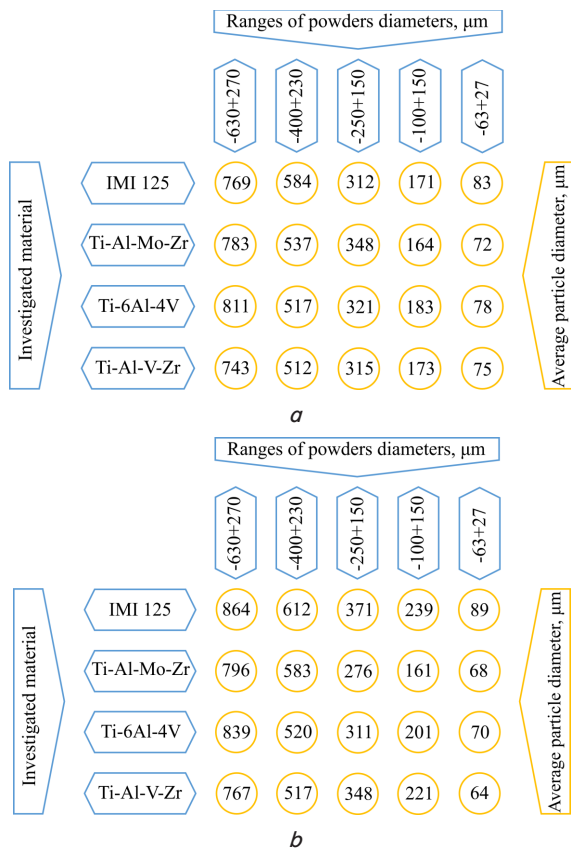 Ranges of powders diameters, μm
-630+270
-400+230
-250+150
-100+150
-63+27
Investigated material
Average particle diameter, μm
IMI 125 769 584 312 171 83
Ti-Al-Mo-Zr 783 537 348 164 72
Ti-6Al-4V 811 517 321 183 78
Ti-Al-V-Zr 743 512 315 173 75
a
Ranges of powders diameters, μm
-630+270
-400+230
-250+150
-100+150
-63+27
Investigated material
Average particle diameter, μm
IMI 125 864 612 371 239 89
Ti-Al-Mo-Zr 796 583 276 161 68
Ti-6Al-4V 839 520 311 201 70
Ti-Al-V-Zr 767 517 348 221 64
b